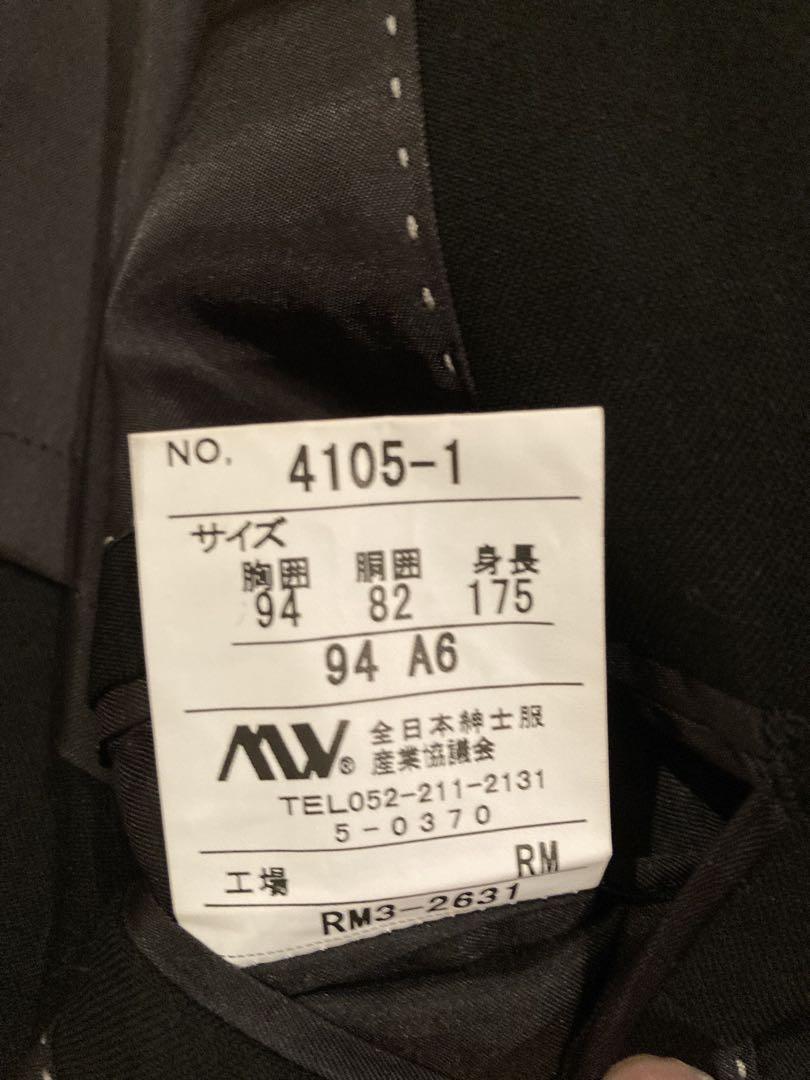 NO. 4105-1
サイズ
胸囲 胴囲 身長
94 82 175
94 A6
MW® 全日本紳士服
産業協議会
TEL052-211-2131
5-0370
工場 RM
RM3-2631